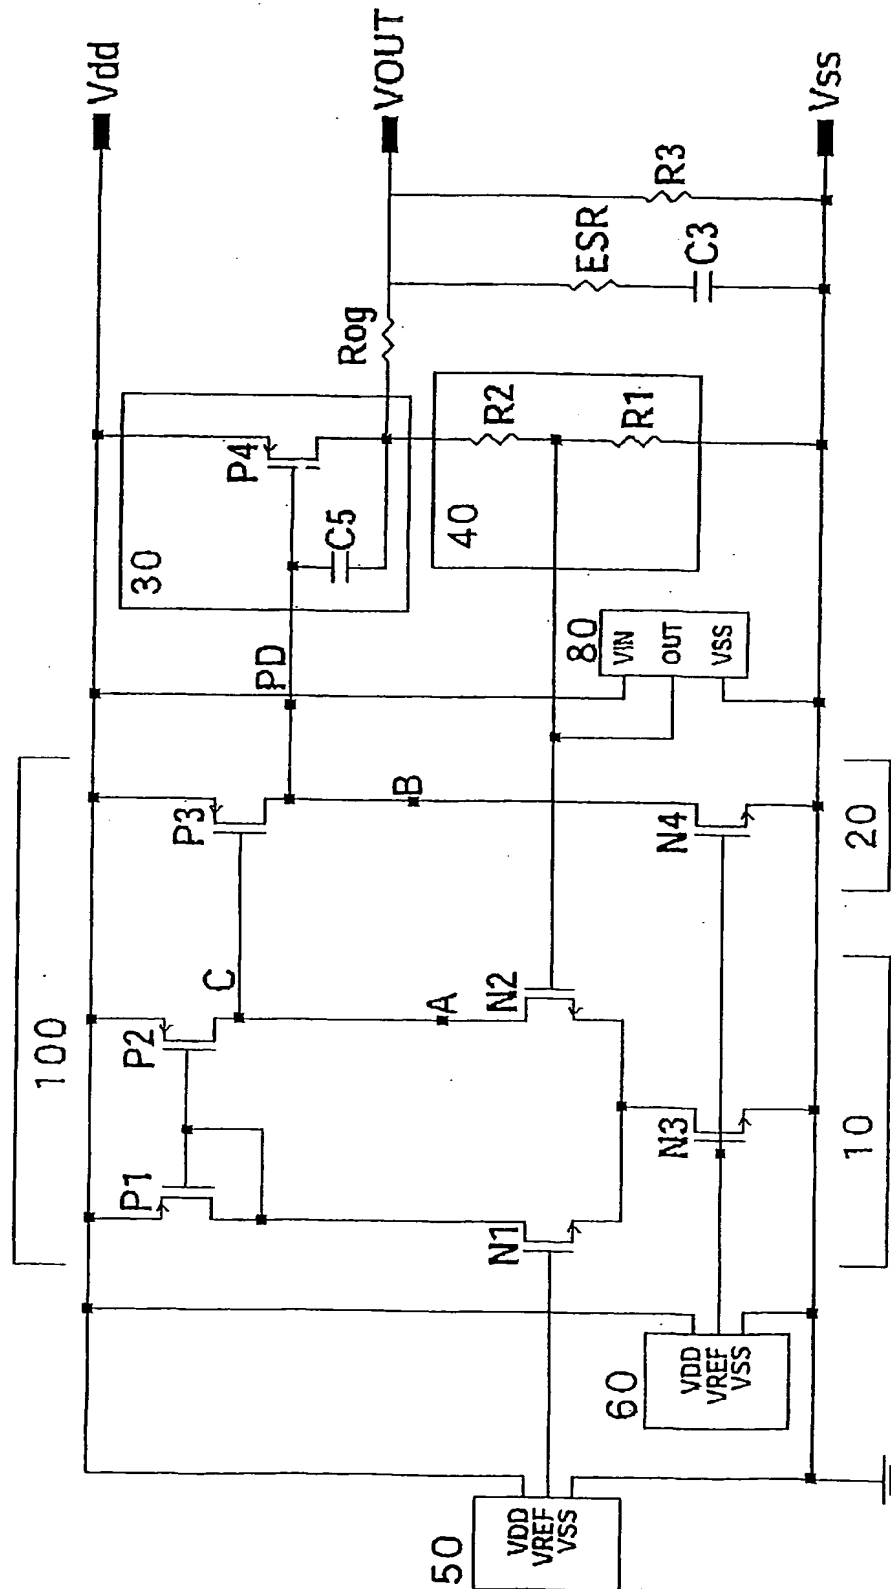 100
Vdd
P1
P2
P3
P4
30
C
PD
C5
Rog
VOUT
A
B
40
R2
R1
ESR
R3
C3
N1
N2
N3
N4
80
VIN
OUT
VSS
50
VDD
VREF
VSS
60
VDD
VREF
VSS
10
20
Vss